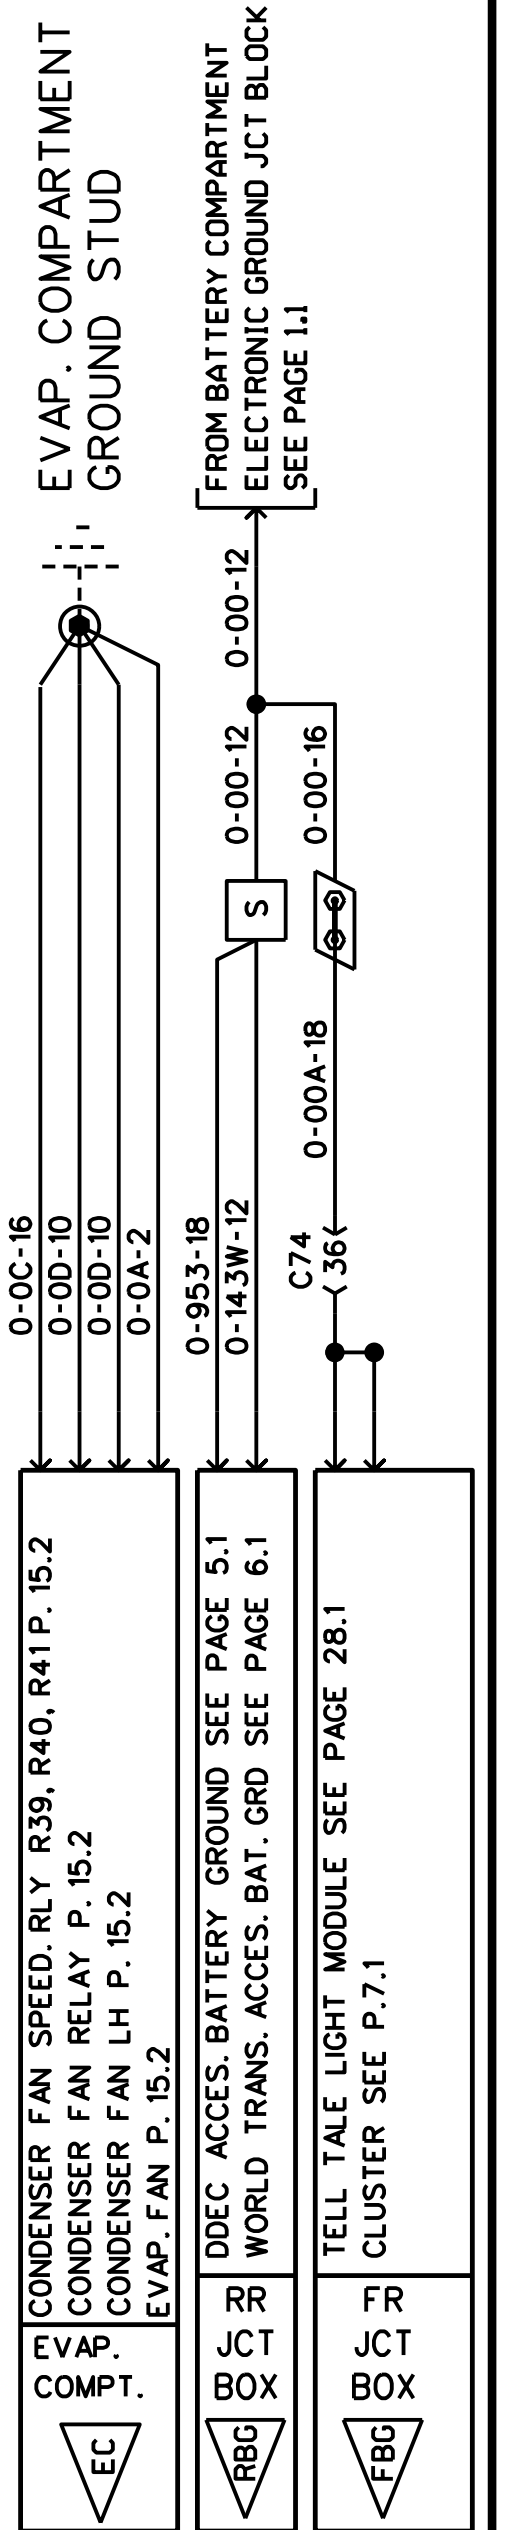 EVAP. COMPARTMENT
GROUND STUD
0-0C-16
0-0D-10
0-0D-10
0-0A-2
CONDENSER FAN SPEED. RLY R39, R40, R41 P. 15.2
CONDENSER FAN RELAY P. 15.2
CONDENSER FAN LH P. 15.2
EVAP. FAN P. 15.2
EVAP.
COMPT.
EC
FROM BATTERY COMPARTMENT
ELECTRONIC GROUND JCT BLOCK
SEE PAGE 1.1
0-00-12
0-00-12
0-00-16
S
0-00A-18
0-953-18
0-143W-12
C74
36
DDEC ACCES. BATTERY GROUND SEE PAGE 5.1
WORLD TRANS. ACCES. BAT. GRD SEE PAGE 6.1
RR
JCT
BOX
RBG
TELL TALE LIGHT MODULE SEE PAGE 28.1
CLUSTER SEE P.7.1
FR
JCT
BOX
FBG